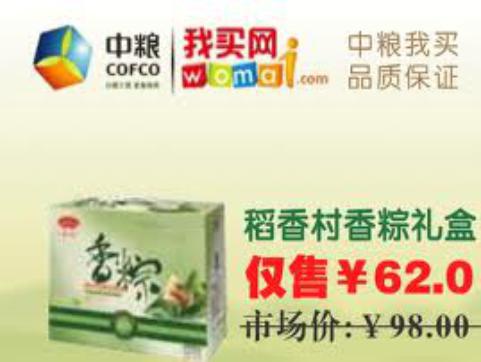 中粮
COFCO
我买网
womai.com
中粮我买
品质保证
香粽
稻香村香粽礼盒
仅售￥62.0
市场价:￥98.00